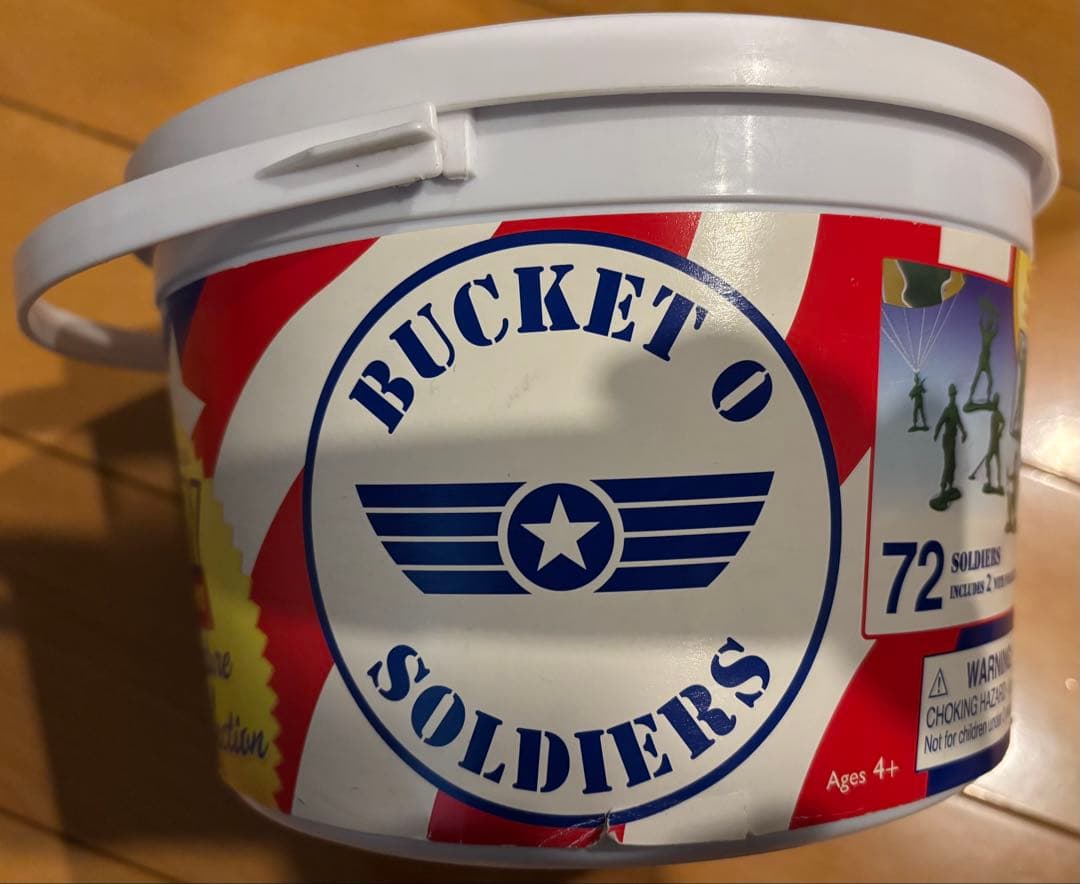 BUCKET O
SOLDIERS
72 SOLDIERS
INCLUDES 2
WARNING
CHOKING HAZARD
Not for children
Ages 4+